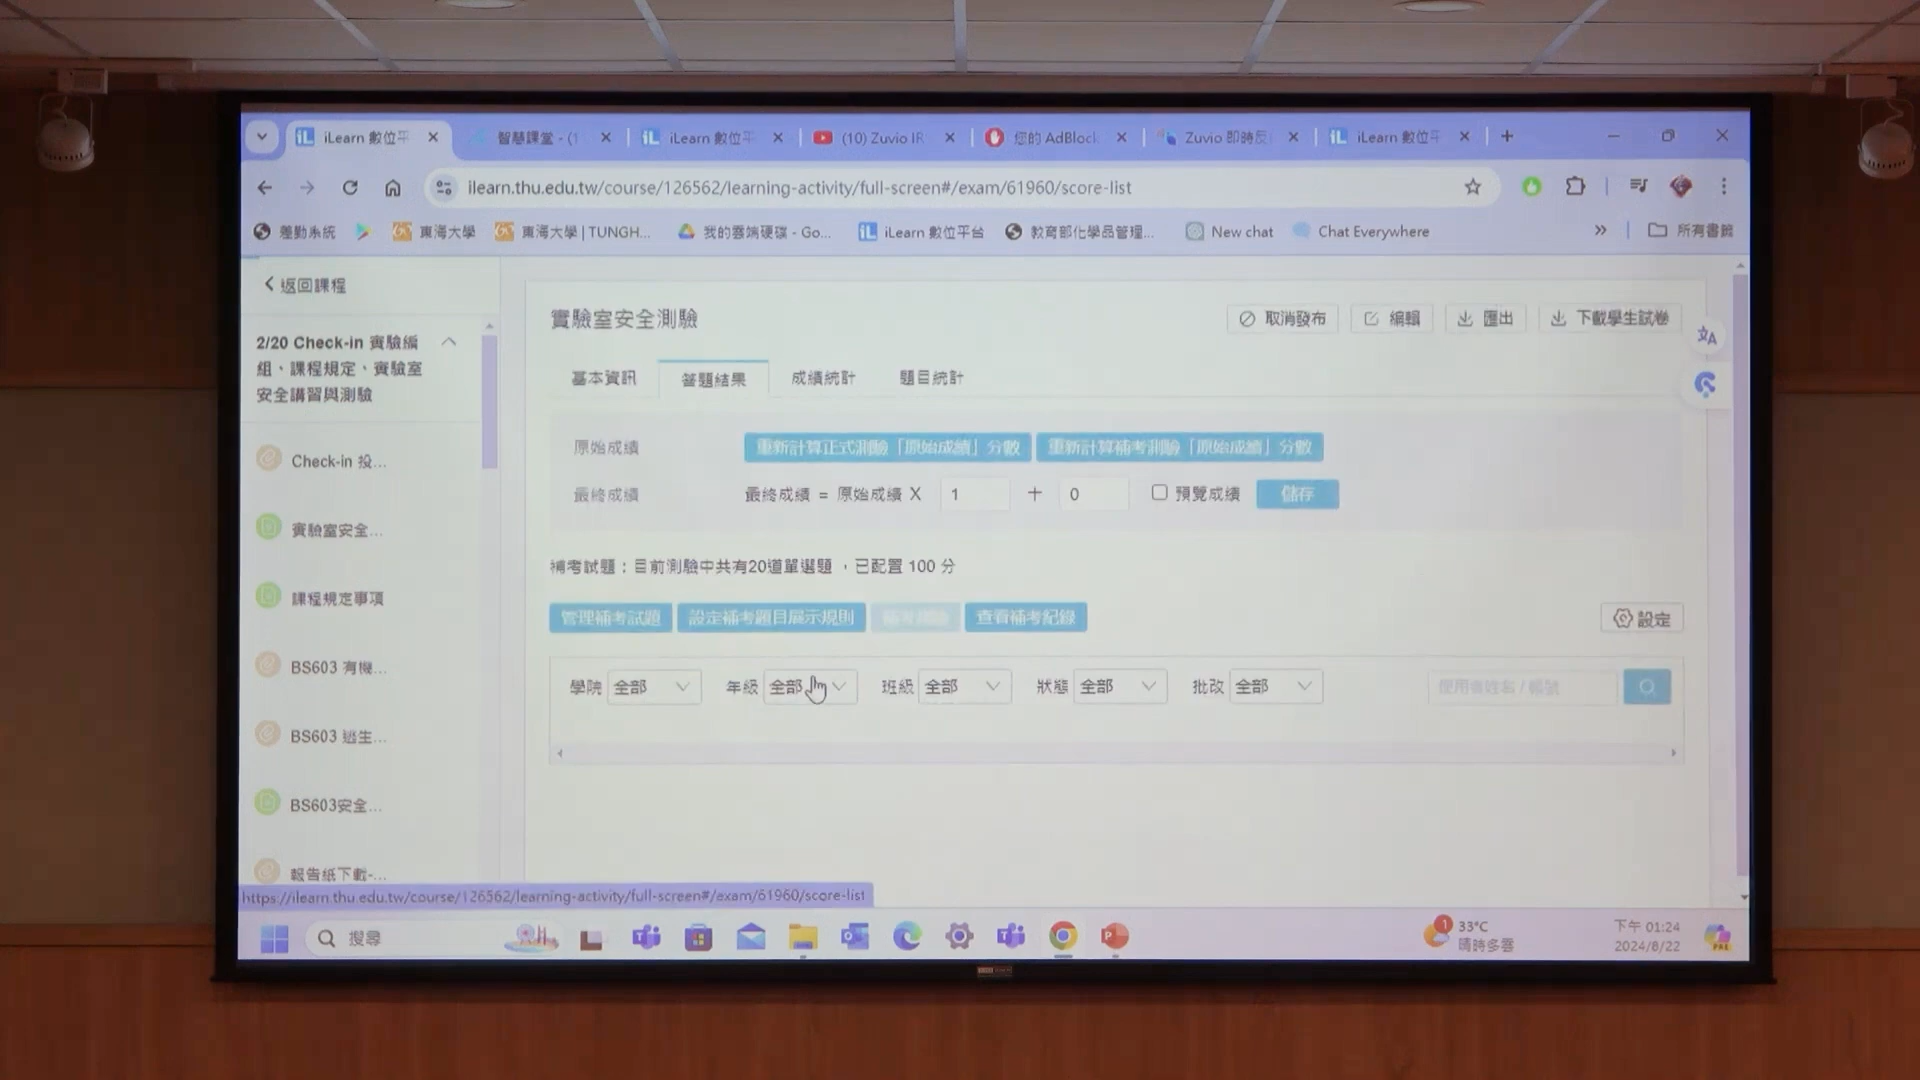 iLearn 數位平
智慧課堂 - (1
iLearn 數位平
(10) Zuvio IR
您的 AdBlock
Zuvio 即時反
iLearn 數位平
ilearn.thu.edu.tw/course/126562/learning-activity/full-screen#/exam/61960/score-list
差勤系統
東海大學
東海大學 | TUNGH...
我的雲端硬碟 - Go...
iLearn 數位平台
教育部化學品管理...
New chat
Chat Everywhere
所有書籤
返回課程
2/20 Check-in 實驗編
組、課程規定、實驗室
安全講習與測驗
Check-in 投...
實驗室安全...
課程規定事項
BS603 有機...
BS603 逃生...
BS603安全...
報告紙下載-...
實驗室安全測驗
取消發布
編輯
匯出
下載學生試卷
基本資訊
答題結果
成績統計
題目統計
原始成績
重新計算正式測驗「原始成績」分數
重新計算補考測驗「原始成績」分數
最終成績
最終成績 = 原始成績 X 1 + 0
預覽成績
儲存
補考試題：目前測驗中共有20道單選題 ，已配置 100 分
管理補考試題
設定補考題目展示規則
查看補考紀錄
設定
學院 全部
年級 全部
班級 全部
狀態 全部
批改 全部
使用者姓名 / 帳號
https://ilearn.thu.edu.tw/course/126562/learning-activity/full-screen#/exam/61960/score-list
搜尋
1
33°C
晴時多雲
下午 01:24
2024/8/22
PRE